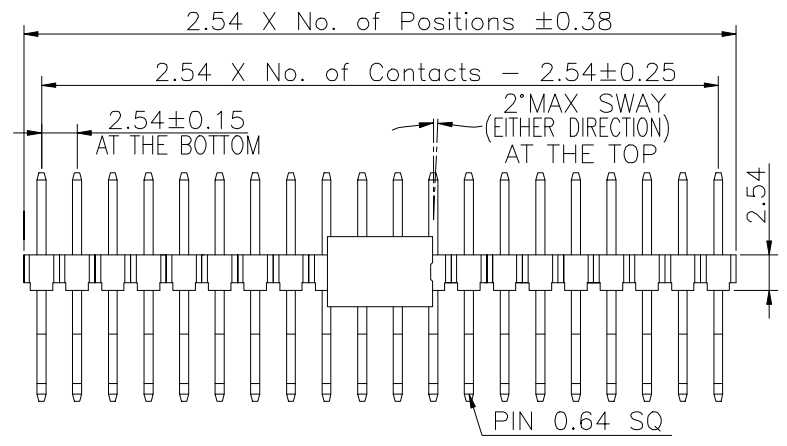 2.54 X No. of Positions ±0.38
2.54 X No. of Contacts - 2.54±0.25
2.54±0.15
AT THE BOTTOM
2°MAX SWAY
(EITHER DIRECTION)
AT THE TOP
2.54
PIN 0.64 SQ